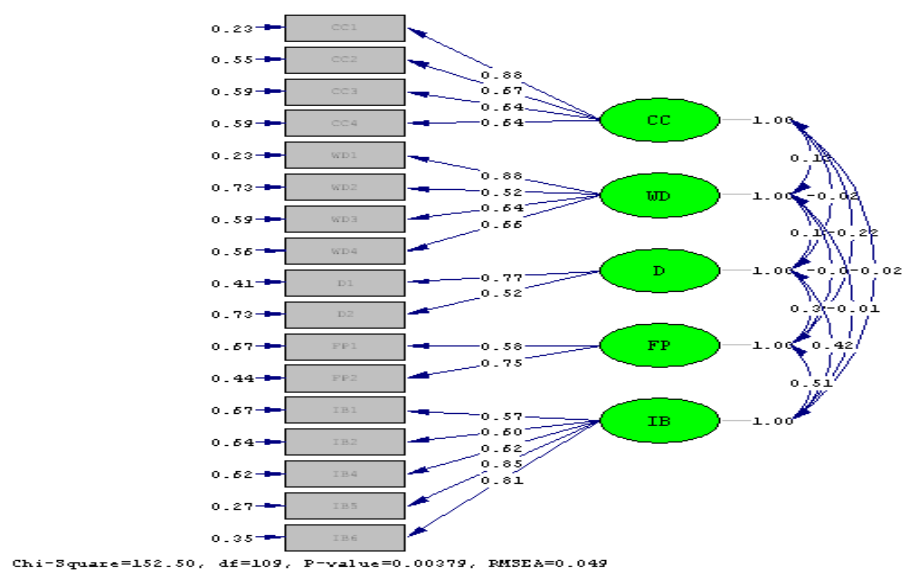 0.23 CC1
0.55 CC2
0.59 CC3
0.59 CC4
0.23 WD1
0.73 WD2
0.59 WD3
0.56 WD4
0.41 D1
0.73 D2
0.67 FP1
0.44 FP2
0.67 IB1
0.64 IB2
0.62 IB4
0.27 IB5
0.35 IB6
0.88
0.67
0.64
0.64
0.88
0.52
0.64
0.66
0.77
0.52
0.58
0.75
0.57
0.60
0.62
0.85
0.81
CC 1.00
WD 1.00
D 1.00
FP 1.00
IB 1.00
-0.02
-0.22
-0.02
-0.01
0.42
0.51
Chi-Square=152.50, df=109, P-value=0.00379, RMSEA=0.049